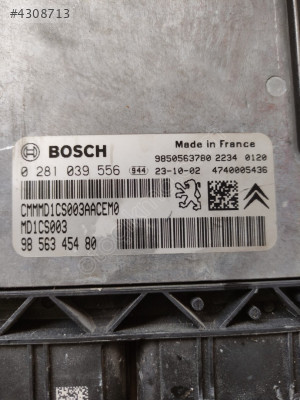 #4308713
Made in France
BOSCH
9850563780 2234 0120
0 281 039 556 944 23-10-02 4740005436
CMMMD1CS003AACEM0
MD1CS003
98 563 454 80